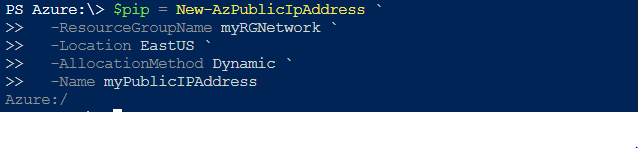 PS Azure:\> $pip = New-AzPublicIpAddress `
>>   -ResourceGroupName myRGNetwork `
>>   -Location EastUS `
>>   -AllocationMethod Dynamic `
>>   -Name myPublicIPAddress
Azure:/